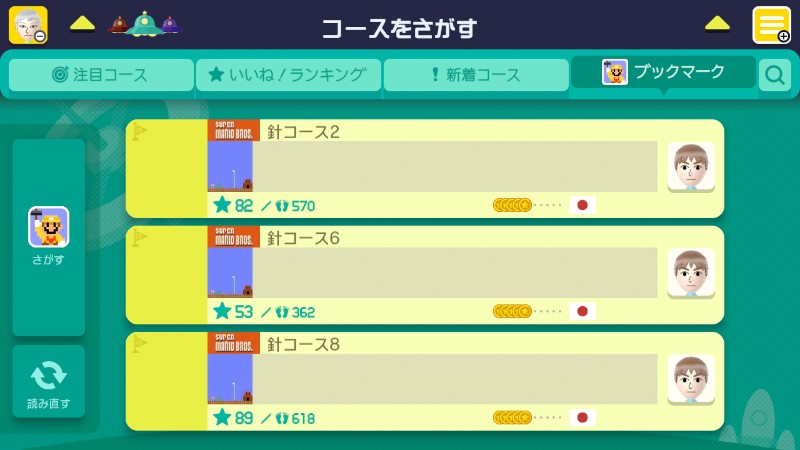 コースをさがす
注目コース
いいね!ランキング
新着コース
ブックマーク
さがす
読み直す
SUPER MARIO BROS.
針コース2
82 / 570
SUPER MARIO BROS.
針コース6
53 / 362
SUPER MARIO BROS.
針コース8
89 / 618